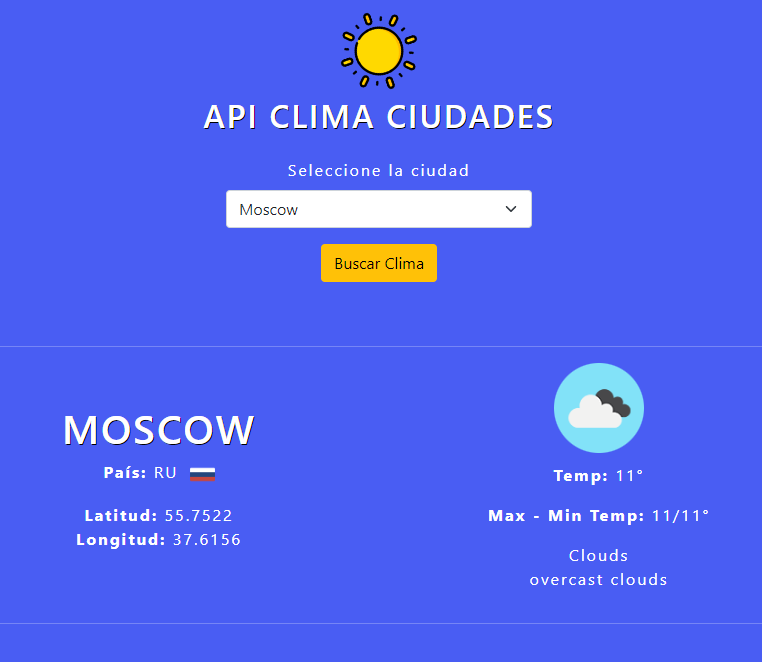 API CLIMA CIUDADES
Seleccione la ciudad
Moscow
Buscar Clima
MOSCOW
País: RU
Latitud: 55.7522
Longitud: 37.6156
Temp: 11°
Max - Min Temp: 11/11°
Clouds
overcast clouds